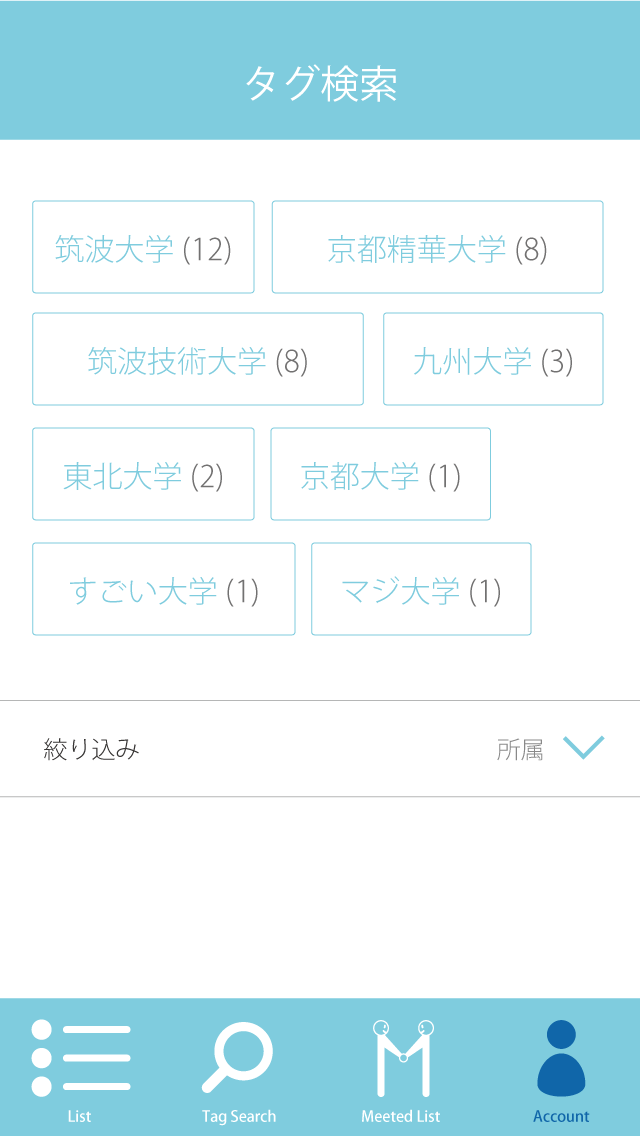 タグ検索
筑波大学 (12) 京都精華大学 (8)
筑波技術大学 (8) 九州大学 (3)
東北大学 (2) 京都大学 (1)
すごい大学 (1) マジ大学 (1)
絞り込み 所属
List Tag Search Meeted List Account